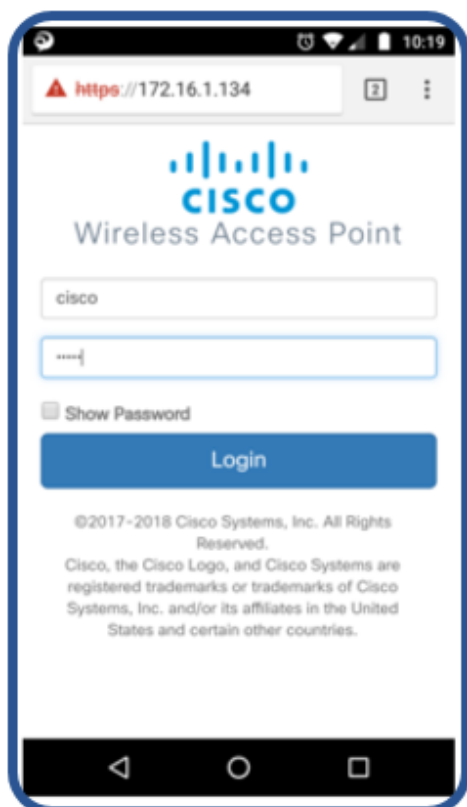 10:19
https://172.16.1.134
2
CISCO
Wireless Access Point
cisco
•••••
Show Password
Login
©2017-2018 Cisco Systems, Inc. All Rights
Reserved.
Cisco, the Cisco Logo, and Cisco Systems are
registered trademarks or trademarks of Cisco
Systems, Inc. and/or its affiliates in the United
States and certain other countries.